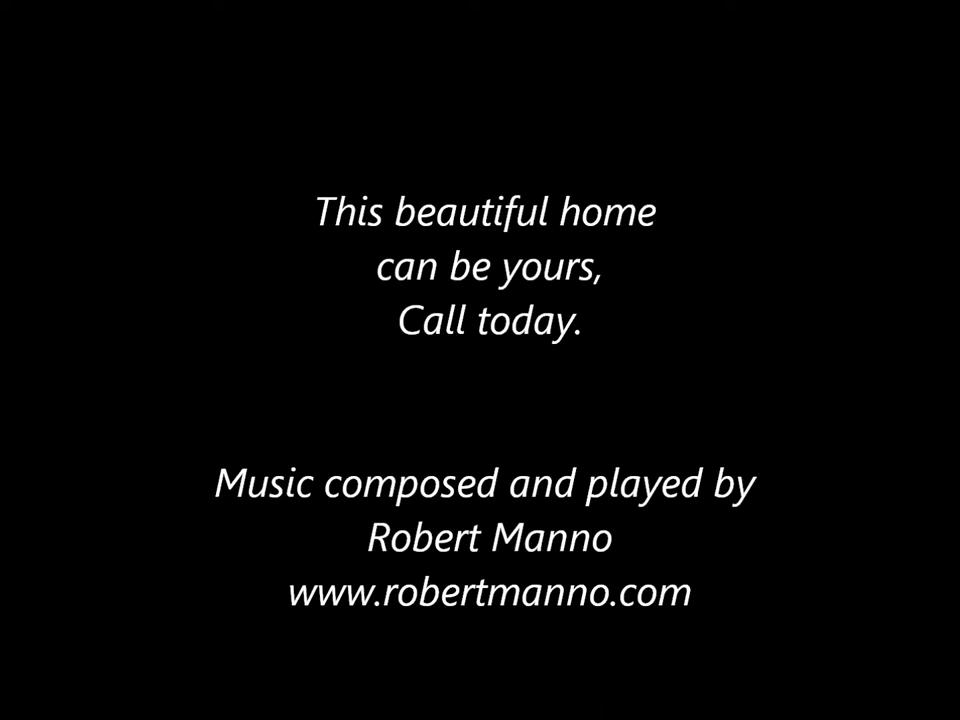 This beautiful home
can be yours,
Call today.
Music composed and played by
Robert Manno
www.robertmanno.com